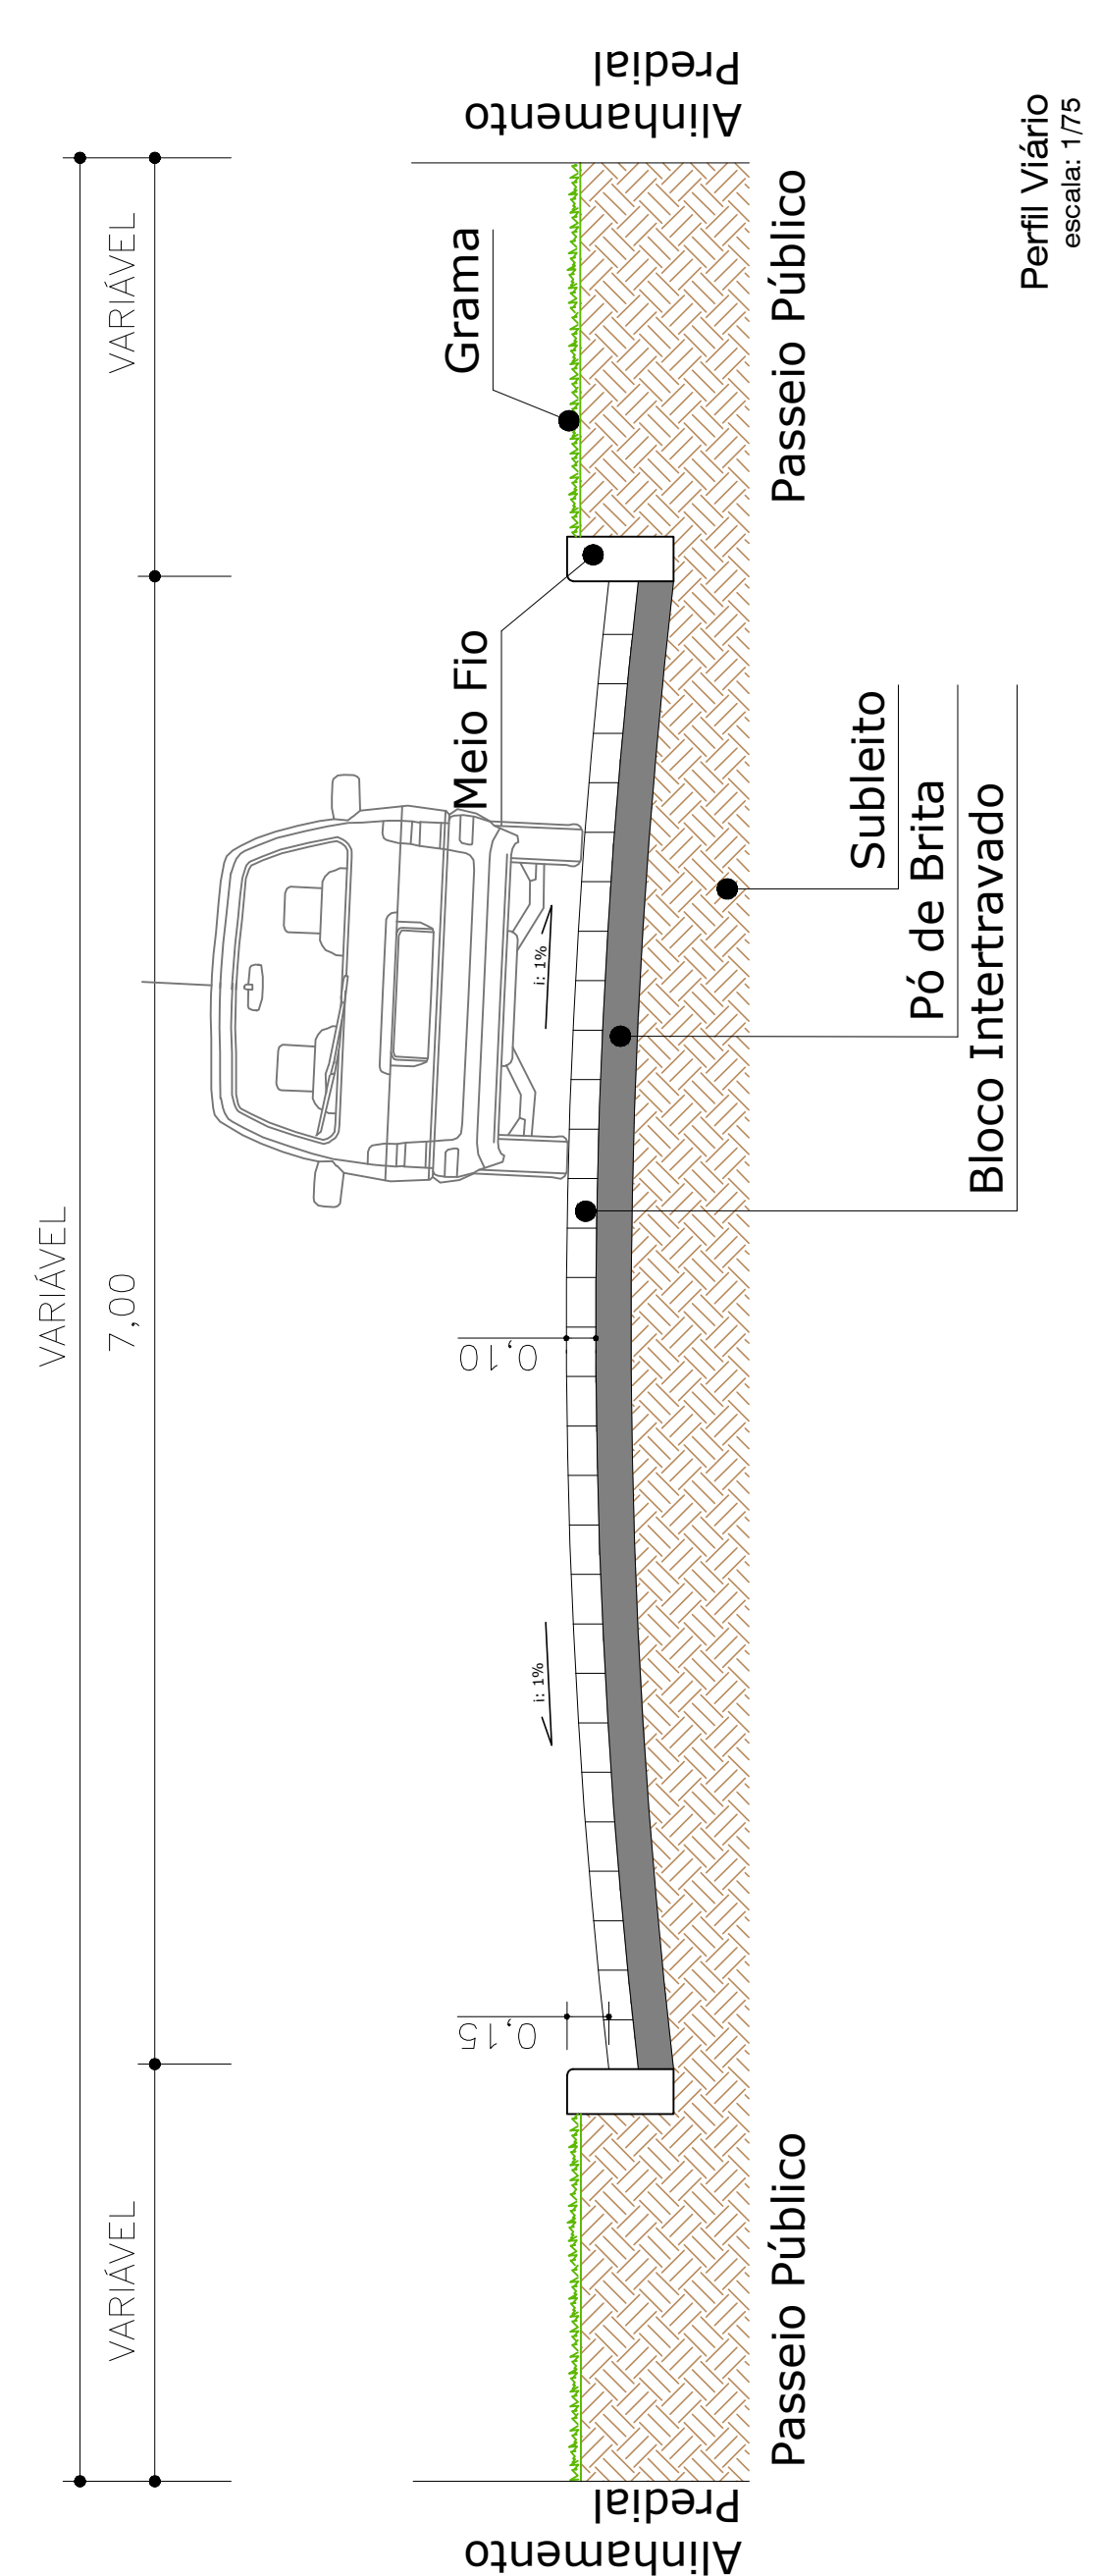 VARIÁVEL
VARIÁVEL
7,00
VARIÁVEL
Alinhamento
Predial
Alinhamento
Predial
Grama
Meio Fio
i: 1%
i: 1%
0,10
0,15
Passeio Público
Passeio Público
Subleito
Pó de Brita
Bloco Intertravado
Perfil Viário
escala: 1/75